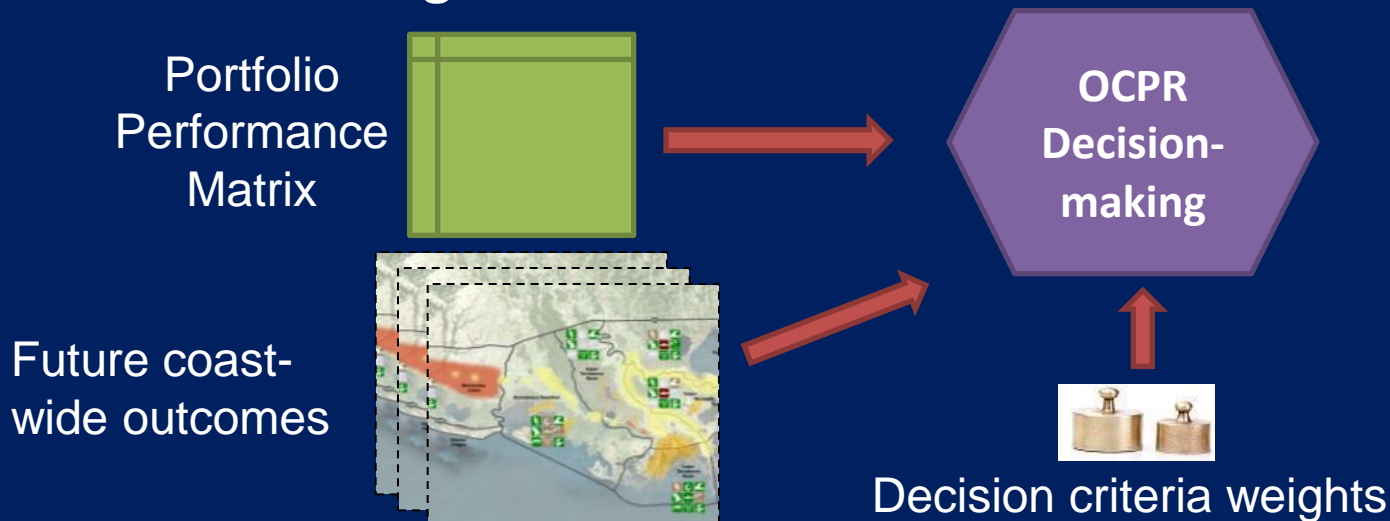 Portfolio
Performance
Matrix
OCPR
Decision-
making
Future coast-
wide outcomes
Decision criteria weights